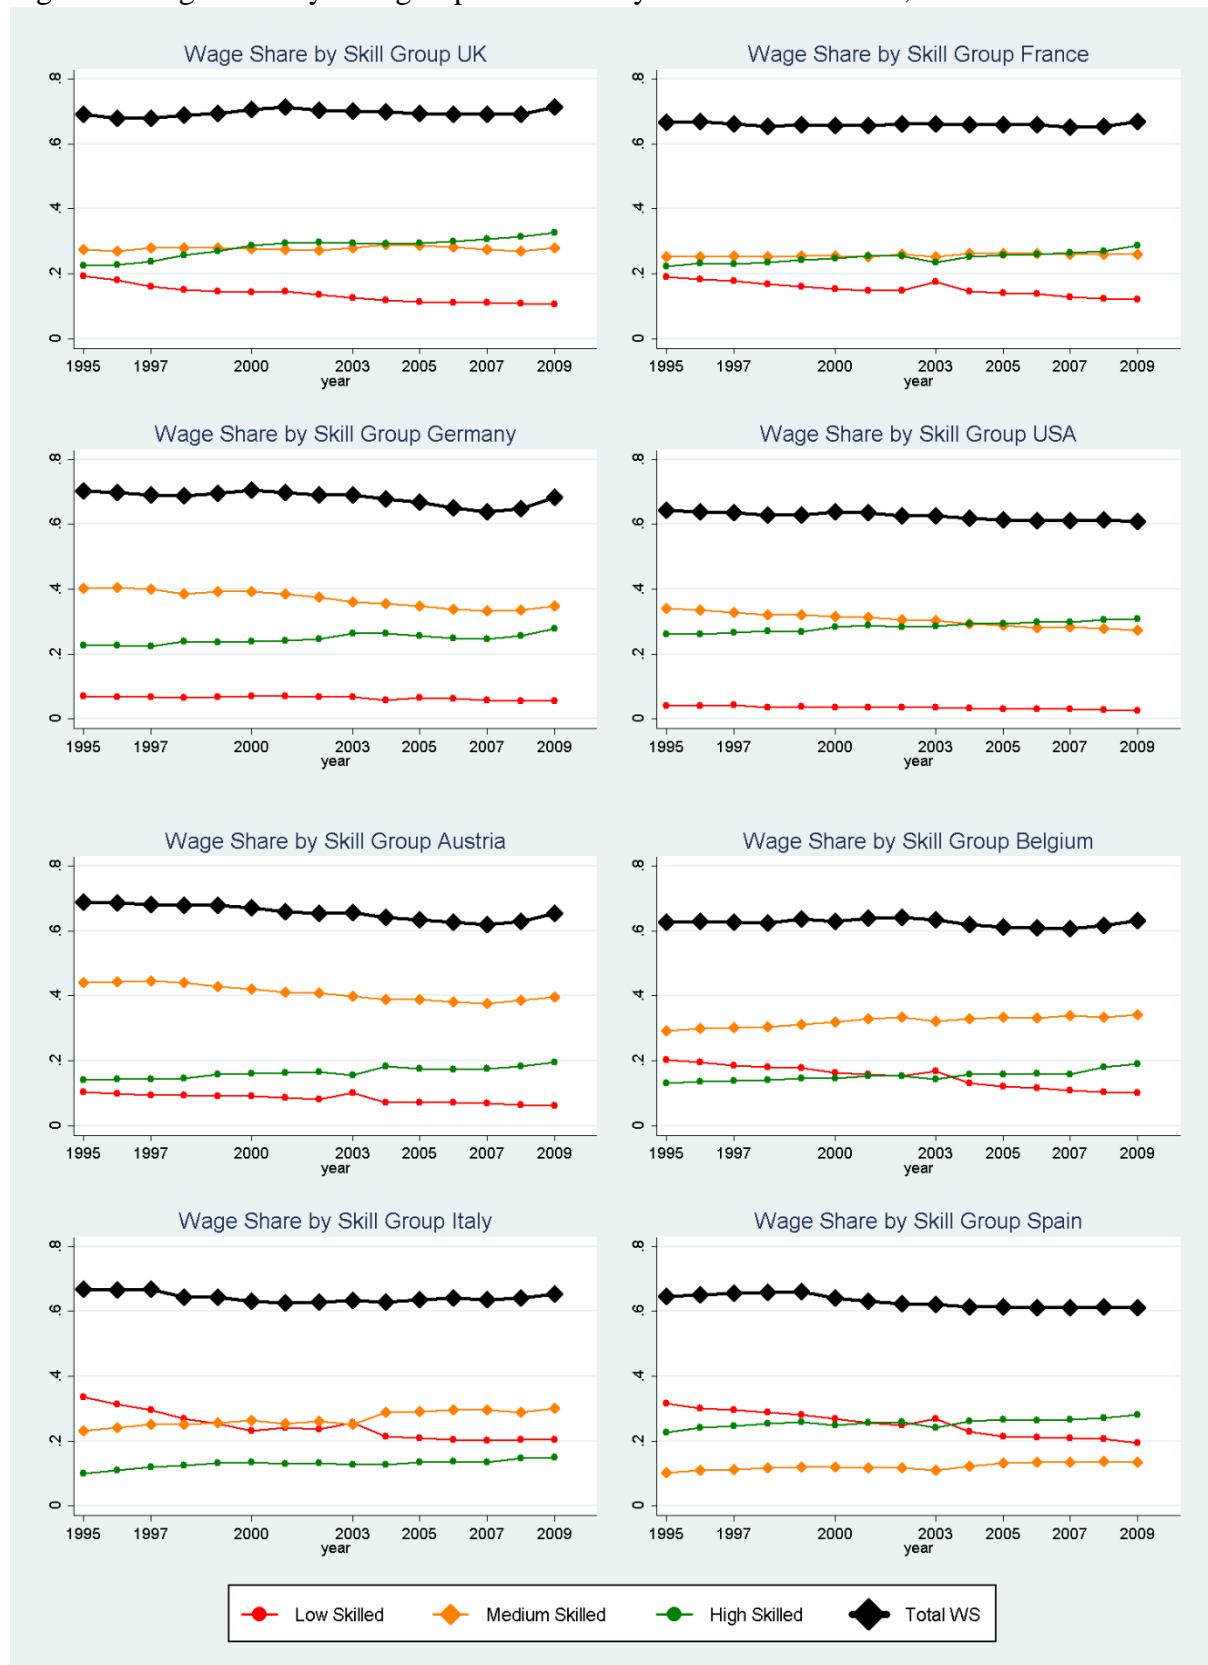 Wage Share by Skill Group UK
.8
.6
.4
.2
0
1995 1997 2000 2003 2005 2007 2009
year
Wage Share by Skill Group France
.8
.6
.4
.2
0
1995 1997 2000 2003 2005 2007 2009
year
Wage Share by Skill Group Germany
.8
.6
.4
.2
0
1995 1997 2000 2003 2005 2007 2009
year
Wage Share by Skill Group USA
.8
.6
.4
.2
0
1995 1997 2000 2003 2005 2007 2009
year
Wage Share by Skill Group Austria
.8
.6
.4
.2
0
1995 1997 2000 2003 2005 2007 2009
year
Wage Share by Skill Group Belgium
.8
.6
.4
.2
0
1995 1997 2000 2003 2005 2007 2009
year
Wage Share by Skill Group Italy
.8
.6
.4
.2
0
1995 1997 2000 2003 2005 2007 2009
year
Wage Share by Skill Group Spain
.8
.6
.4
.2
0
1995 1997 2000 2003 2005 2007 2009
year
Low Skilled Medium Skilled High Skilled Total WS